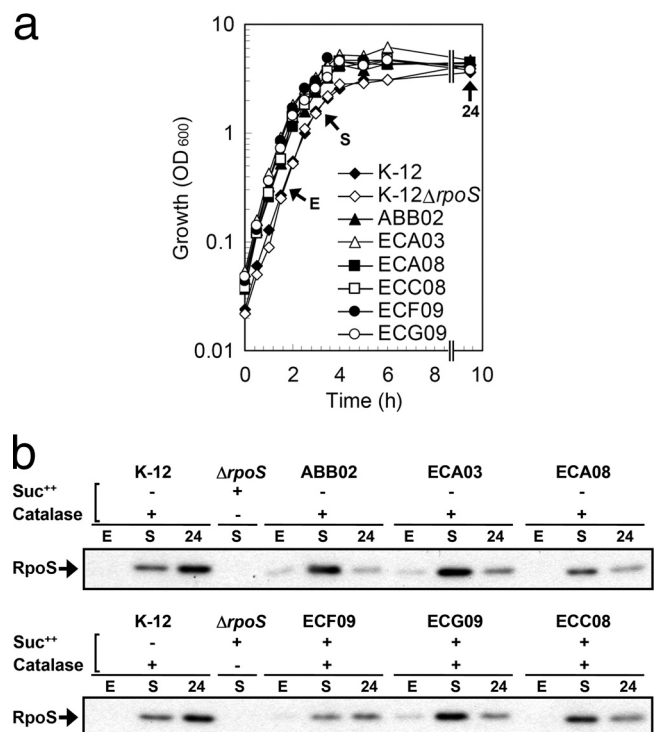 a
10
1
0.1
0.01
Growth (OD600)
0 2 4 6 8 10
Time (h)
E
S
24
K-12
K-12ΔrpoS
ABB02
ECA03
ECA08
ECC08
ECF09
ECG09
b
K-12 ΔrpoS ABB02 ECA03 ECA08
Suc++ - + - - -
Catalase + - + + +
E S 24 S E S 24 E S 24 E S 24
RpoS
K-12 ΔrpoS ECF09 ECG09 ECC08
Suc++ - + + + +
Catalase + - + + +
E S 24 S E S 24 E S 24 E S 24
RpoS